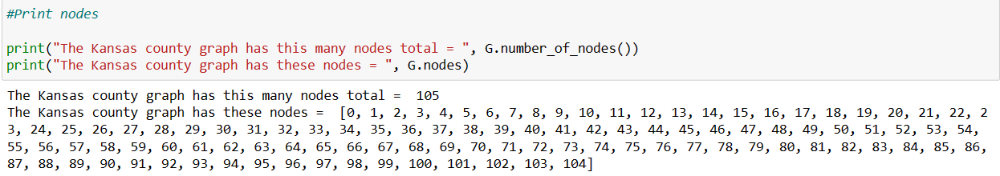 #Print nodes
print("The Kansas county graph has this many nodes total = ", G.number_of_nodes())
print("The Kansas county graph has these nodes = ", G.nodes)
The Kansas county graph has this many nodes total =  105
The Kansas county graph has these nodes =  [0, 1, 2, 3, 4, 5, 6, 7, 8, 9, 10, 11, 12, 13, 14, 15, 16, 17, 18, 19, 20, 21, 22, 2
3, 24, 25, 26, 27, 28, 29, 30, 31, 32, 33, 34, 35, 36, 37, 38, 39, 40, 41, 42, 43, 44, 45, 46, 47, 48, 49, 50, 51, 52, 53, 54,
55, 56, 57, 58, 59, 60, 61, 62, 63, 64, 65, 66, 67, 68, 69, 70, 71, 72, 73, 74, 75, 76, 77, 78, 79, 80, 81, 82, 83, 84, 85, 86,
87, 88, 89, 90, 91, 92, 93, 94, 95, 96, 97, 98, 99, 100, 101, 102, 103, 104]